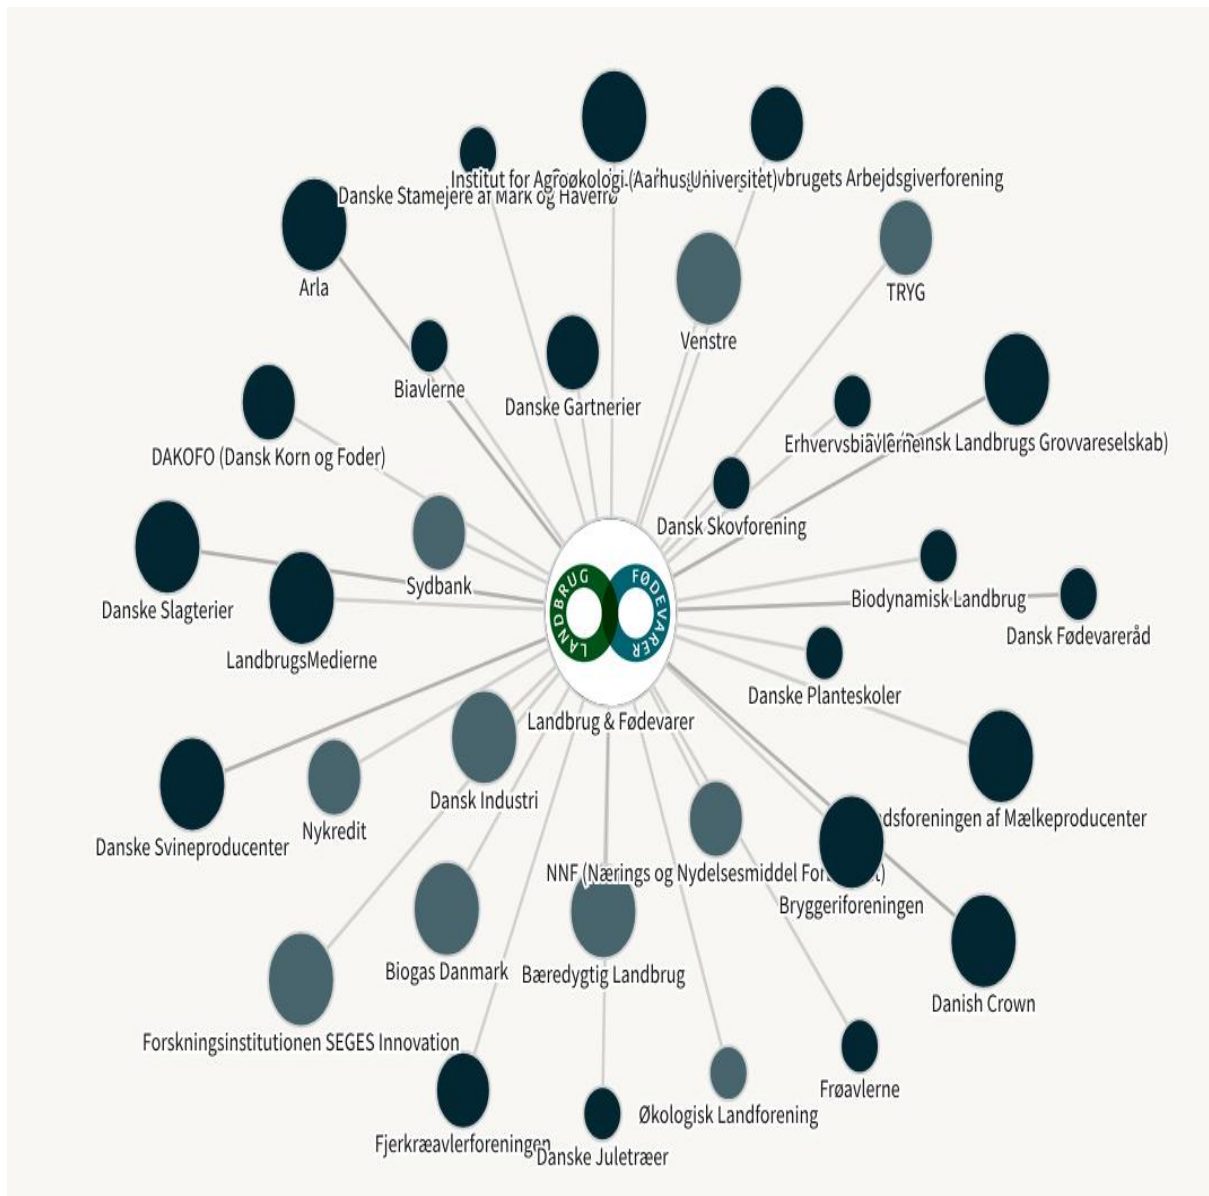 Institut for Agroøkologi (Aarhus Universitet)
vbrugets Arbejdsgiverforening
Danske Stamejere af Mark og Havefrø
Arla
TRYG
Venstre
Biavlerne
Danske Gartnerier
Erhvervsbiavlerne
Dansk Landbrugs Grovvareselskab)
DAKOFO (Dansk Korn og Foder)
Dansk Skovforening
Sydbank
Biodynamisk Landbrug
Danske Slagterier
Dansk Fødevareråd
LANDBRUG
FØDEVARER
LandbrugsMedierne
Danske Planteskoler
Landbrug & Fødevarer
Dansk Industri
dsforeningen af Mælkeproducenter
Nykredit
Danske Svineproducenter
NNF (Nærings og Nydelsesmiddel
Bryggeriforeningen
Biogas Danmark
Bæredygtig Landbrug
Danish Crown
Forskningsinstitutionen SEGES Innovation
Frøavlerne
Økologisk Landforening
Fjerkræavlerforeningen
Danske Juletræer